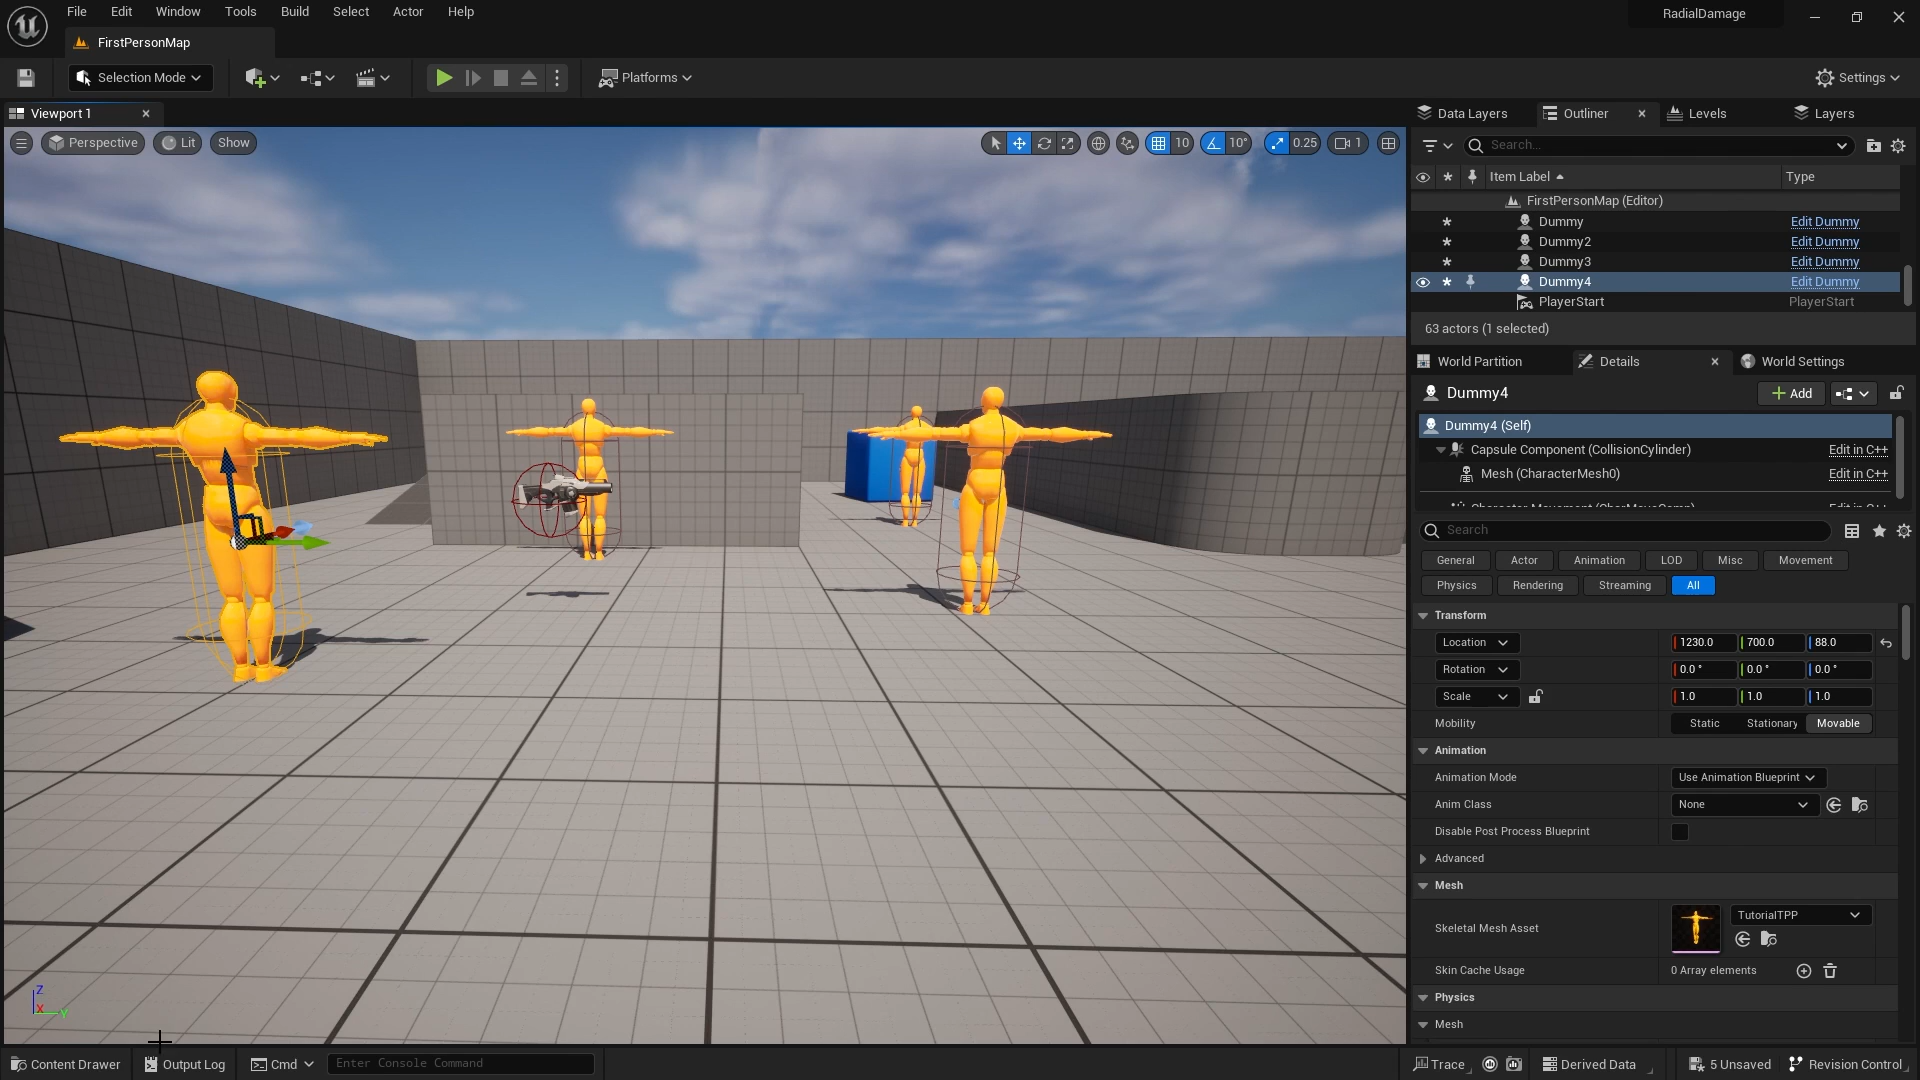 File Edit Window Tools Build Select Actor Help
RadialDamage
FirstPersonMap
Selection Mode
Platforms
Settings
Viewport 1
Perspective Lit Show
10 10° 0.25 1
Data Layers Outliner Levels Layers
Search...
Item Label Type
FirstPersonMap (Editor)
Dummy Edit Dummy
Dummy2 Edit Dummy
Dummy3 Edit Dummy
Dummy4 Edit Dummy
PlayerStart PlayerStart
63 actors (1 selected)
World Partition Details World Settings
Dummy4
Add
Dummy4 (Self)
Capsule Component (CollisionCylinder) Edit in C++
Mesh (CharacterMesh0) Edit in C++
Character Movement (CharMoveComp) Edit in C++
Search
General Actor Animation LOD Misc Movement
Physics Rendering Streaming All
Transform
Location 1230.0 700.0 88.0
Rotation 0.0° 0.0° 0.0°
Scale 1.0 1.0 1.0
Mobility Static Stationary Movable
Animation
Animation Mode Use Animation Blueprint
Anim Class None
Disable Post Process Blueprint
Advanced
Mesh
Skeletal Mesh Asset TutorialTPP
Skin Cache Usage 0 Array elements
Physics
Mesh
Z
X Y
Content Drawer Output Log Cmd Enter Console Command
Trace Derived Data 5 Unsaved Revision Control